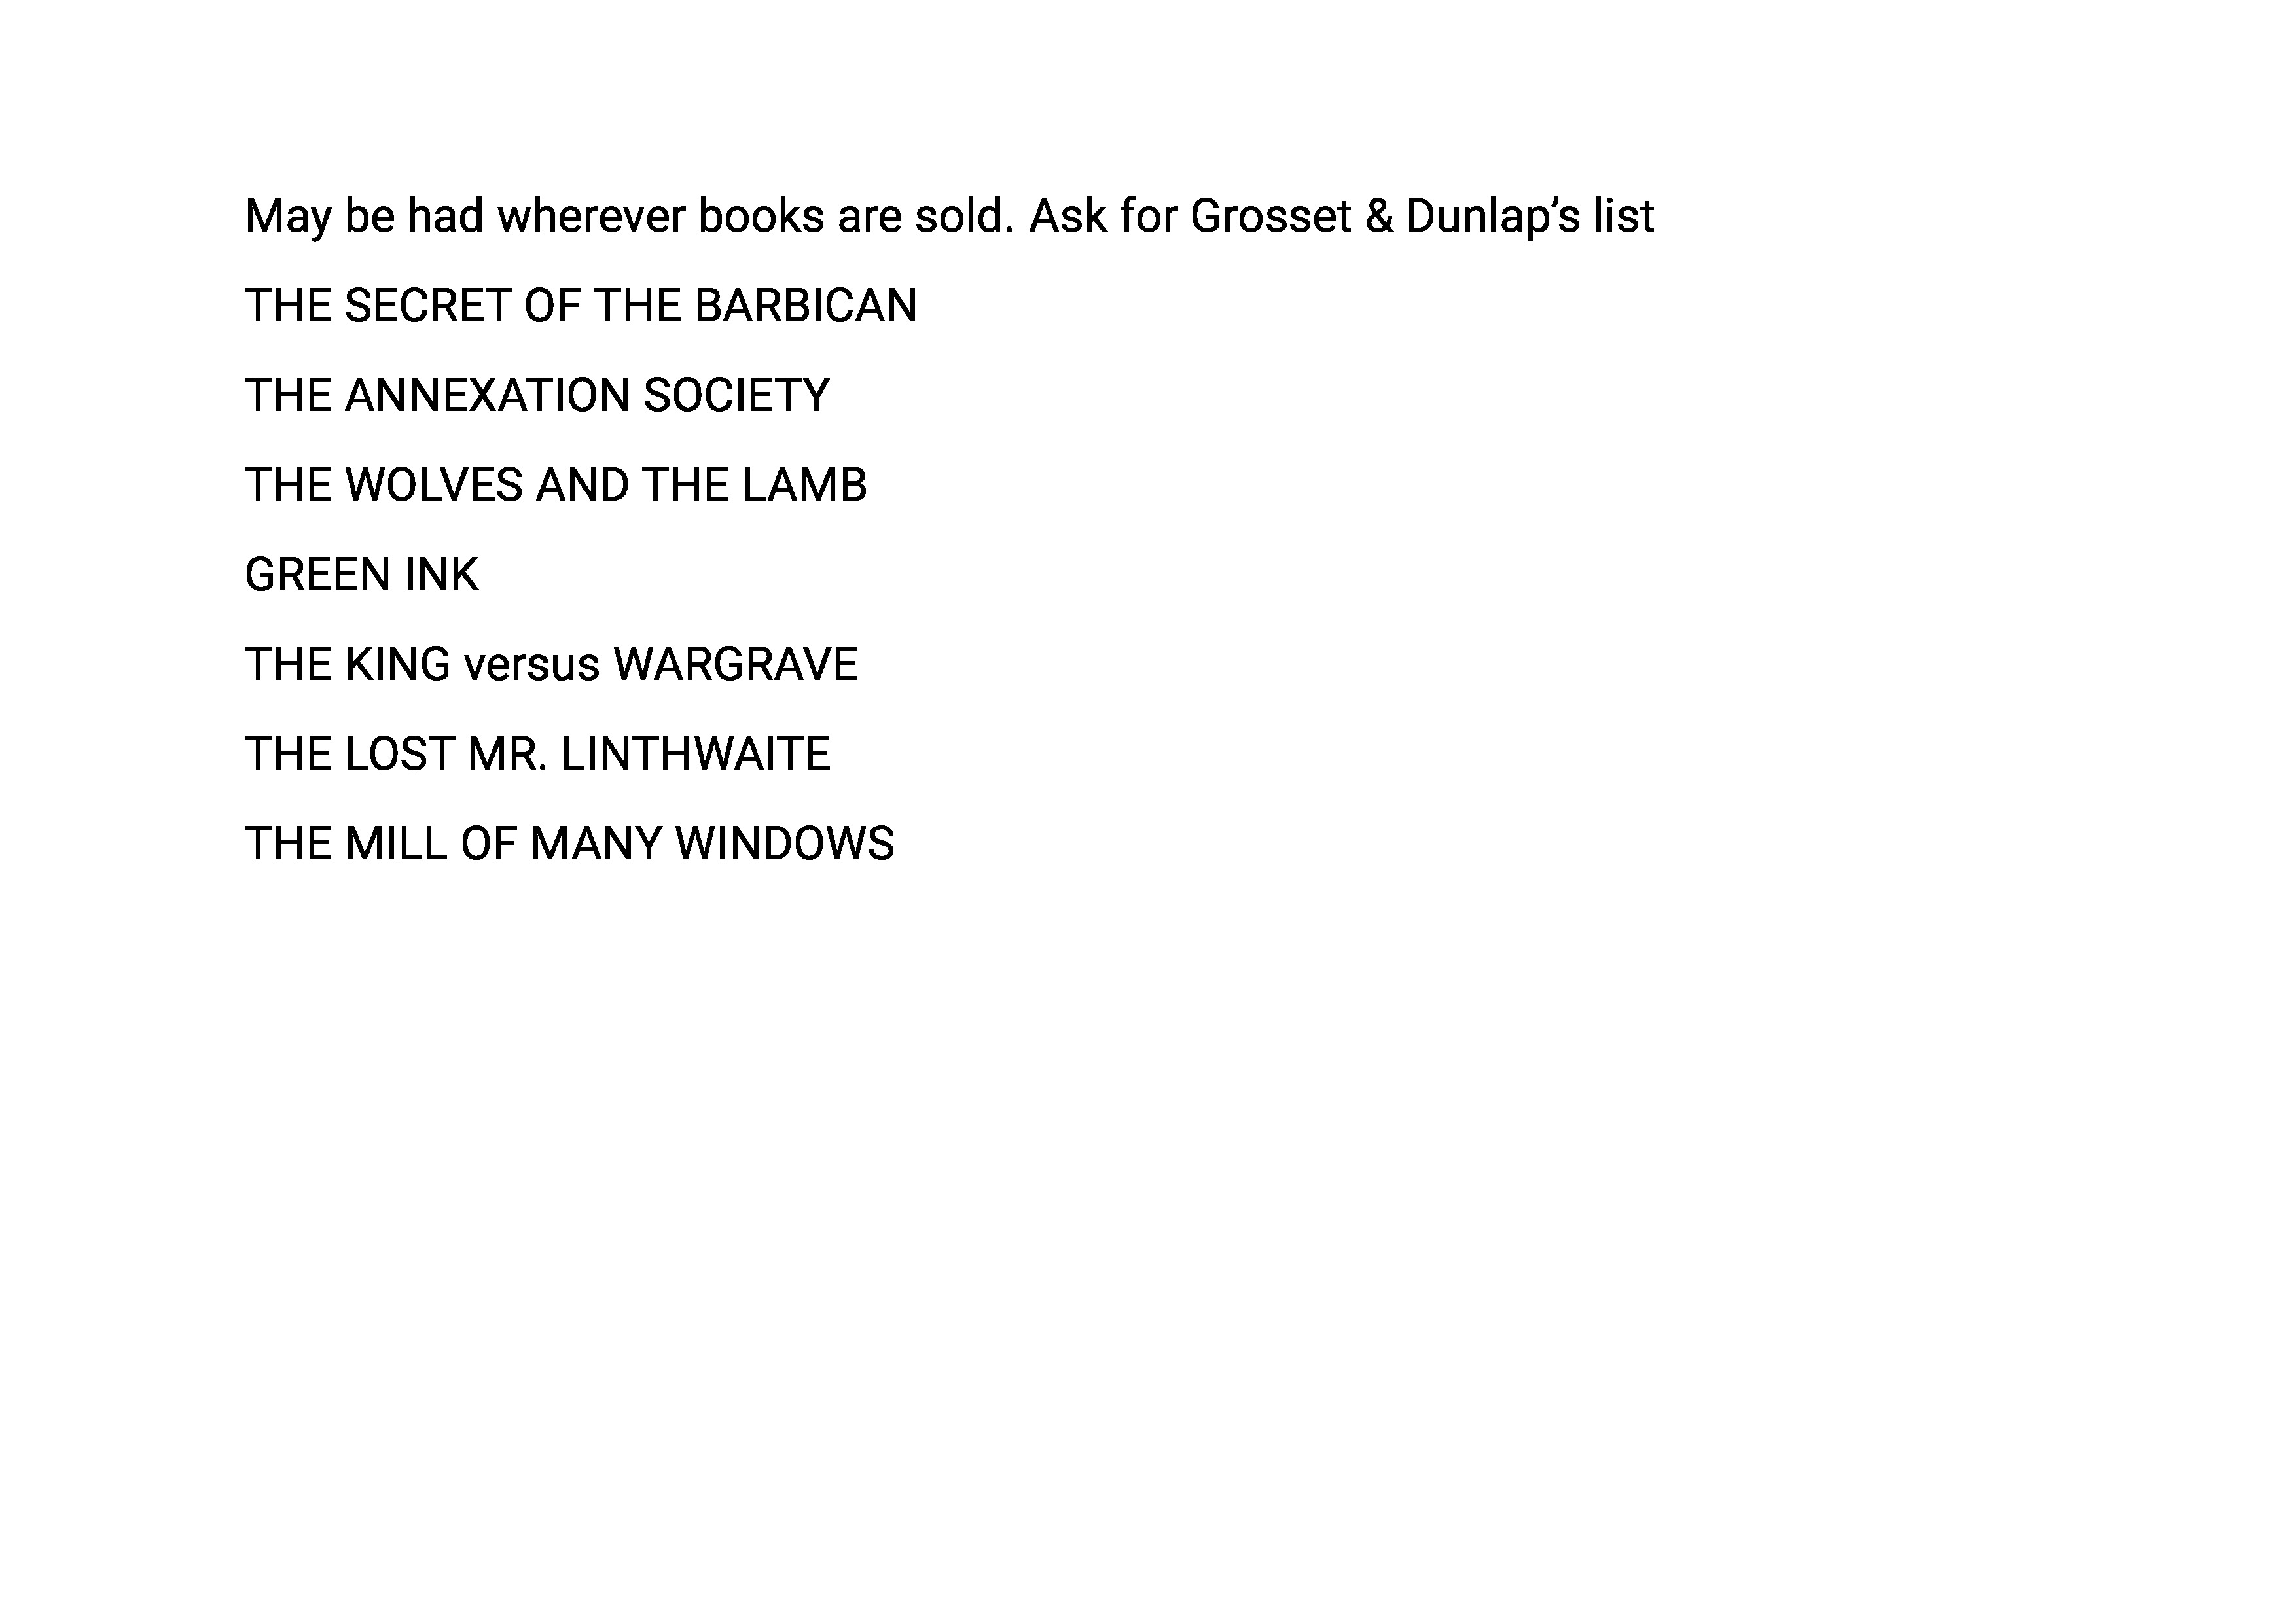 May be had wherever books are sold. Ask for Grosset & Dunlap’s list
THE SECRET OF THE BARBICAN
THE ANNEXATION SOCIETY
THE WOLVES AND THE LAMB
GREEN INK
THE KING versus WARGRAVE
THE LOST MR. LINTHWAITE
THE MILL OF MANY WINDOWS